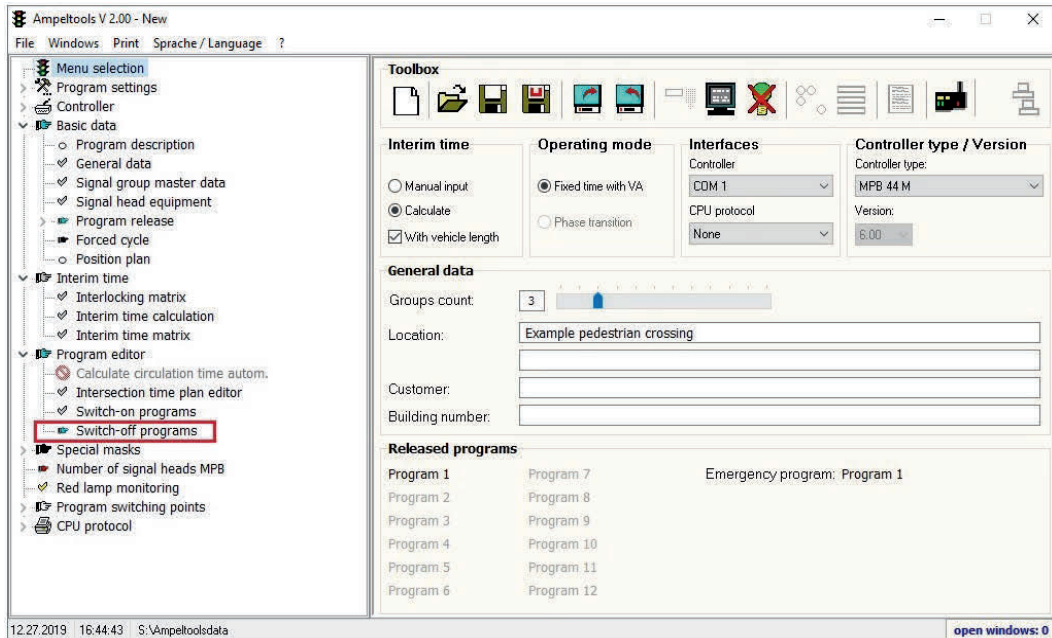 Ampeltools V 2.00 - New
File Windows Print Sprache / Language ?
Menu selection
Program settings
Controller
Basic data
Program description
General data
Signal group master data
Signal head equipment
Program release
Forced cycle
Position plan
Interim time
Interlocking matrix
Interim time calculation
Interim time matrix
Program editor
Calculate circulation time autom.
Intersection time plan editor
Switch-on programs
Switch-off programs
Special masks
Number of signal heads MPB
Red lamp monitoring
Program switching points
CPU protocol
Toolbox
Interim time
Manual input
Calculate
With vehicle length
Operating mode
Fixed time with VA
Phase transition
Interfaces
Controller
COM 1
CPU protocol
None
Controller type / Version
Controller type:
MPB 44 M
Version:
6.00
General data
Groups count: 3
Location: Example pedestrian crossing
Customer:
Building number:
Released programs
Program 1 Program 7 Emergency program: Program 1
Program 2 Program 8
Program 3 Program 9
Program 4 Program 10
Program 5 Program 11
Program 6 Program 12
12.27.2019 16:44:43 S:\Ampeltoolsdata open windows: 0